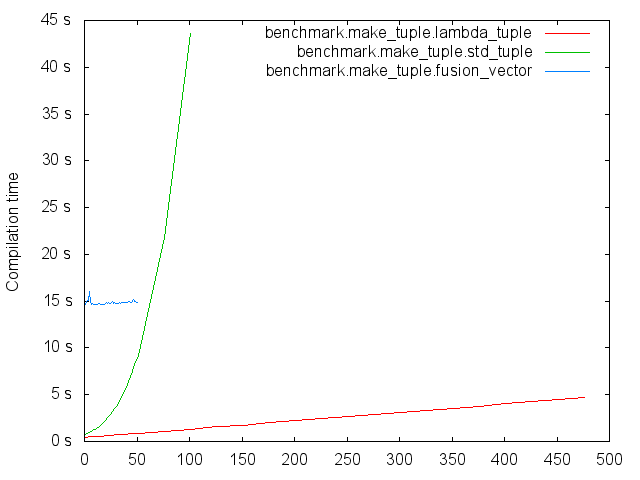 45 s
40 s
35 s
30 s
25 s
20 s
15 s
10 s
5 s
0 s
Compilation time
benchmark.make_tuple.lambda_tuple
benchmark.make_tuple.std_tuple
benchmark.make_tuple.fusion_vector
0 50 100 150 200 250 300 350 400 450 500